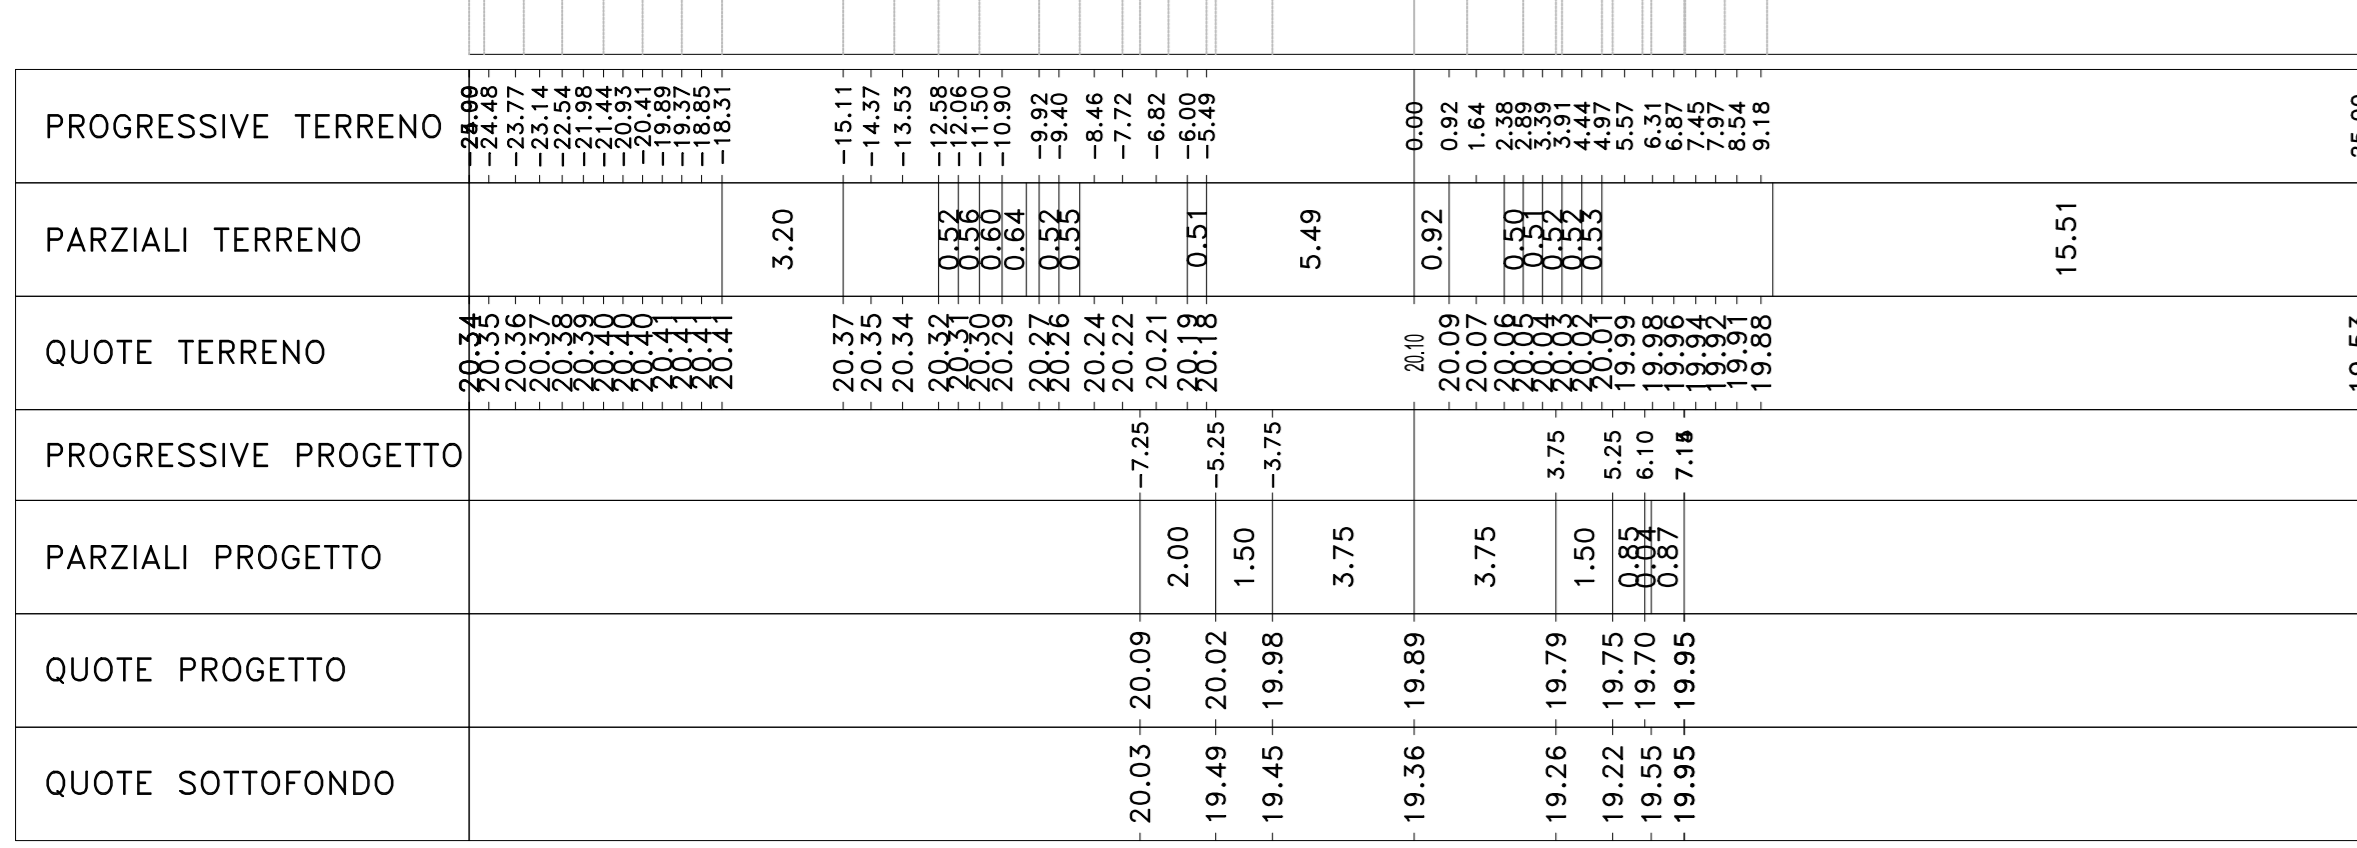 PROGRESSIVE TERRENO -25.00 -24.48 -23.77 -23.14 -22.54 -21.98 -21.44 -20.93 -20.41 -19.89 -19.37 -18.85 -18.31 -15.11 -14.37 -13.53 -12.58 -12.06 -11.50 -10.90 -9.92 -9.40 -8.46 -7.72 -6.82 -6.00 -5.49 0.00 0.92 1.64 2.38 2.89 3.39 3.91 4.44 4.97 5.57 6.31 6.87 7.45 7.97 8.54 9.18
PARZIALI TERRENO 3.20 0.52 0.56 0.60 0.64 0.52 0.55 0.51 5.49 0.92 0.50 0.51 0.52 0.52 0.53 15.51
QUOTE TERRENO 20.34 20.35 20.36 20.37 20.38 20.39 20.40 20.40 20.40 20.41 20.41 20.41 20.41 20.37 20.35 20.34 20.32 20.31 20.30 20.29 20.27 20.26 20.24 20.22 20.21 20.19 20.18 20.10 20.09 20.07 20.06 20.05 20.04 20.03 20.02 20.01 19.99 19.98 19.96 19.94 19.92 19.91 19.88
PROGRESSIVE PROGETTO -7.25 -5.25 -3.75 3.75 5.25 6.10
PARZIALI PROGETTO 2.00 1.50 3.75 3.75 1.50 0.85 0.04 0.87
QUOTE PROGETTO 20.09 20.02 19.98 19.89 19.79 19.75 19.70 19.95
QUOTE SOTTOFONDO 20.03 19.49 19.45 19.36 19.26 19.22 19.55 19.95